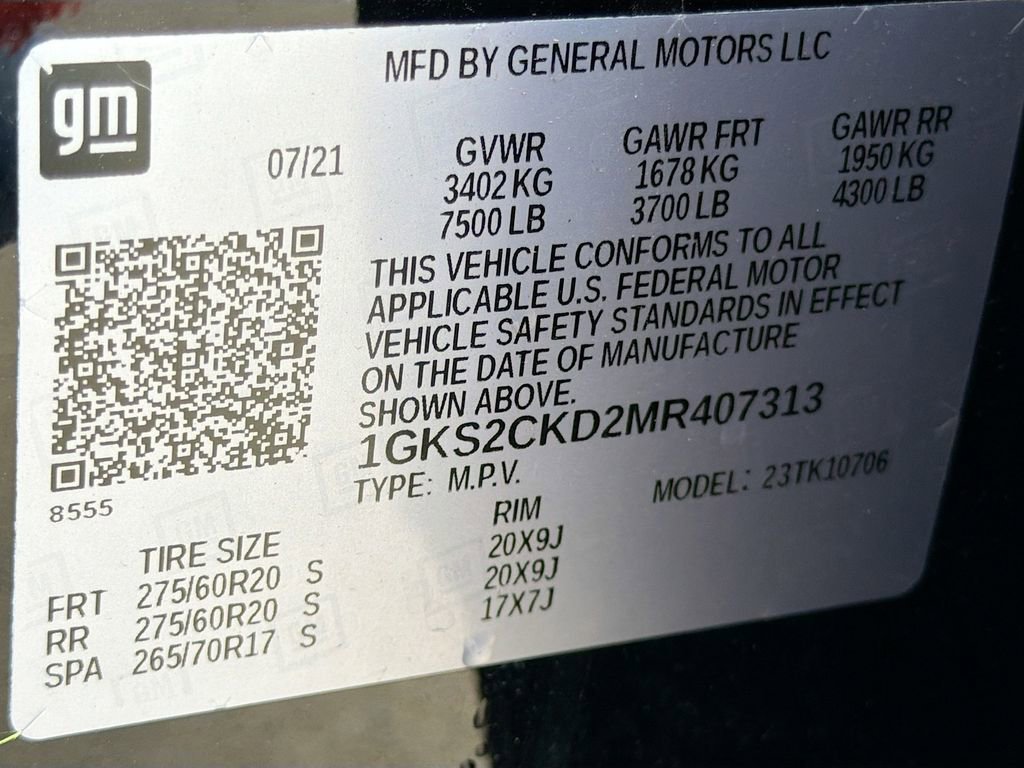 gm
MFD BY GENERAL MOTORS LLC
07/21
GVWR GAWR FRT GAWR RR
3402 KG 1678 KG 1950 KG
7500 LB 3700 LB 4300 LB
THIS VEHICLE CONFORMS TO ALL
APPLICABLE U.S. FEDERAL MOTOR
VEHICLE SAFETY STANDARDS IN EFFECT
ON THE DATE OF MANUFACTURE
SHOWN ABOVE.
1GKS2CKD2MR407313
TYPE: M.P.V. MODEL: 23TK10706
8555
TIRE SIZE RIM
FRT 275/60R20 S 20X9J
RR 275/60R20 S 20X9J
SPA 265/70R17 S 17X7J